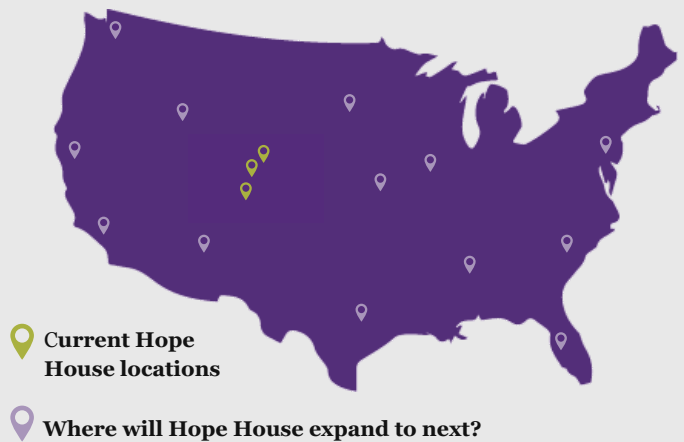 Current Hope
House locations
Where will Hope House expand to next?